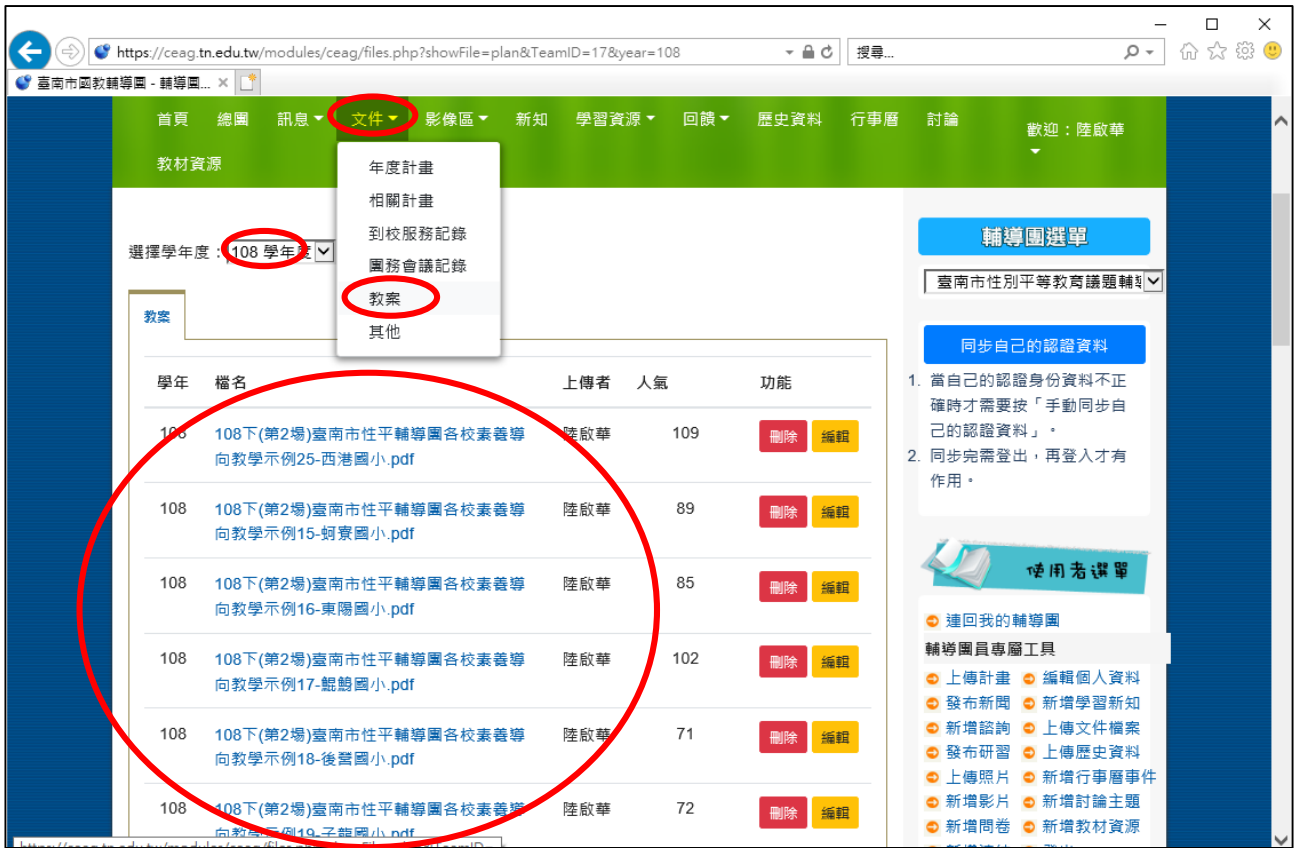 https://ceag.tn.edu.tw/modules/ceag/files.php?showFile=plan&TeamID=17&year=108
搜尋...
臺南市國教輔導團 - 輔導團...
首頁 總團 訊息 文件 影像區 新知 學習資源 回饋 歷史資料 行事曆 討論
歡迎：陸啟華
教材資源
年度計畫
相關計畫
到校服務記錄
團務會議記錄
教案
其他
選擇學年度： 108 學年度
教案
學年 檔名 上傳者 人氣 功能
108 108下(第2場)臺南市性平輔導團各校素養導 陸啟華 109 刪除 編輯
向教學示例25-西港國小.pdf
108 108下(第2場)臺南市性平輔導團各校素養導 陸啟華 89 刪除 編輯
向教學示例15-蚵寮國小.pdf
108 108下(第2場)臺南市性平輔導團各校素養導 陸啟華 85 刪除 編輯
向教學示例16-東陽國小.pdf
108 108下(第2場)臺南市性平輔導團各校素養導 陸啟華 102 刪除 編輯
向教學示例17-鯤鯓國小.pdf
108 108下(第2場)臺南市性平輔導團各校素養導 陸啟華 71 刪除 編輯
向教學示例18-後營國小.pdf
108 108下(第2場)臺南市性平輔導團各校素養導 陸啟華 72 刪除 編輯
向教學示例19-子龍國小.pdf
輔導團選單
臺南市性別平等教育議題輔導
同步自己的認證資料
1. 當自己的認證身份資料不正
確時才需要按「手動同步自
己的認證資料」。
2. 同步完需登出，再登入才有
作用。
使用者選單
連回我的輔導團
輔導團員專屬工具
上傳計畫 編輯個人資料
發布新聞 新增學習新知
新增諮詢 上傳文件檔案
發布研習 上傳歷史資料
上傳照片 新增行事曆事件
新增影片 新增討論主題
新增問卷 新增教材資源